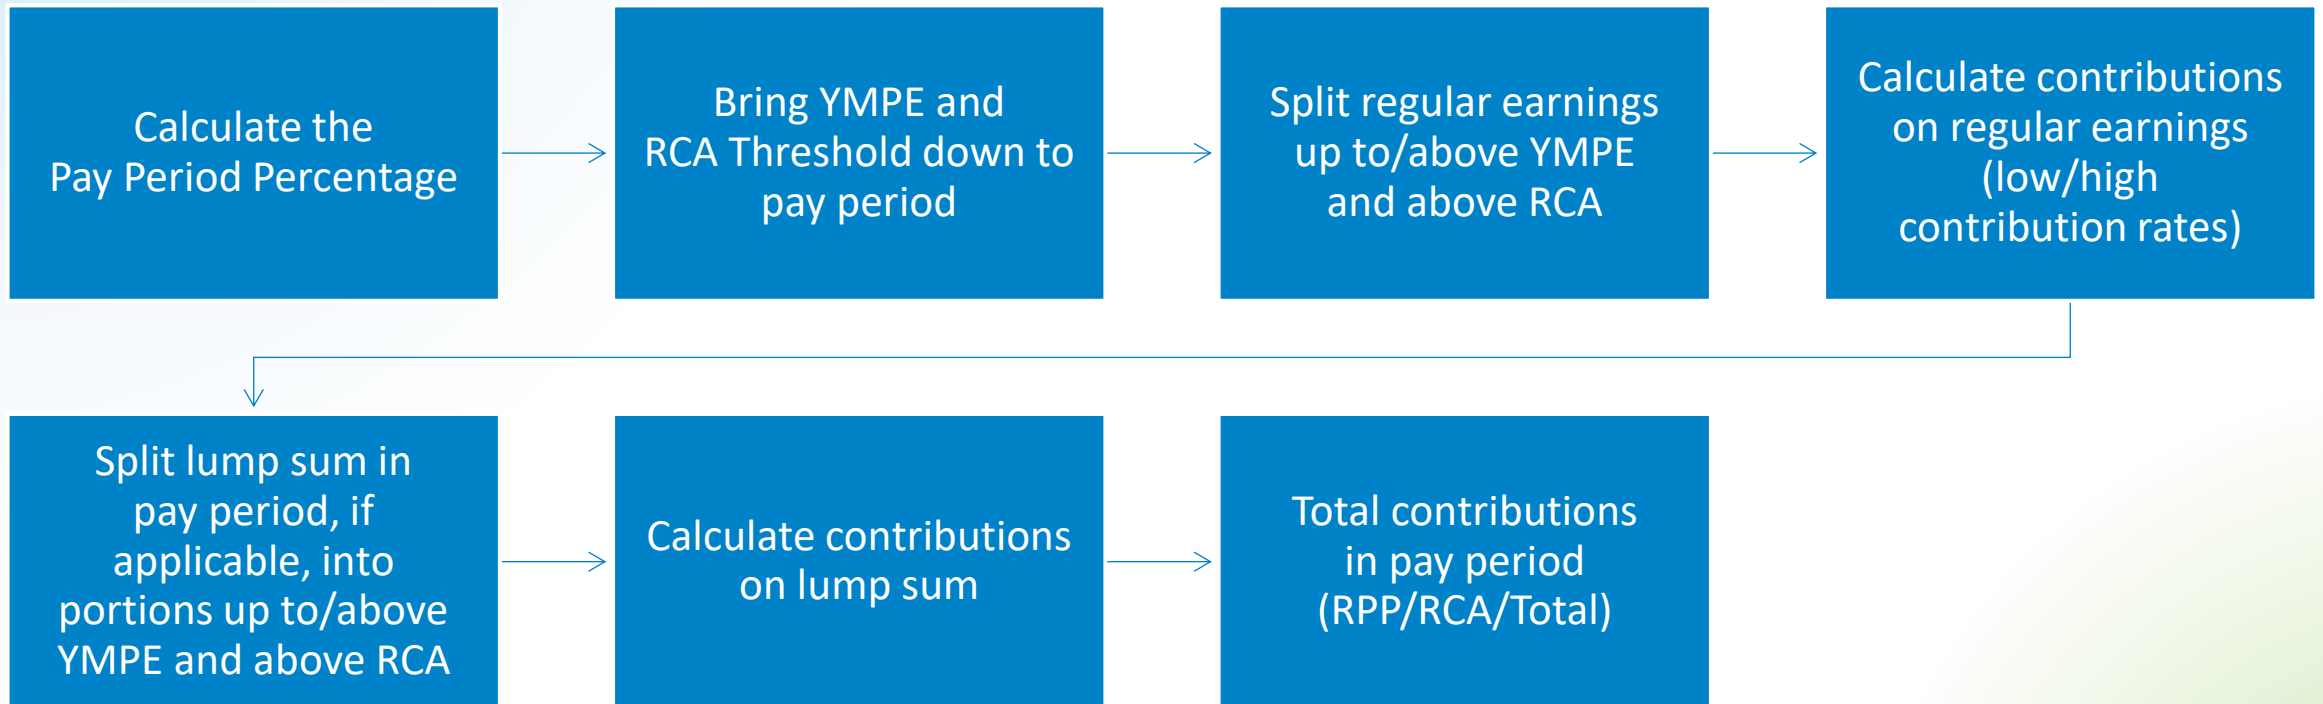 Calculate the
Pay Period Percentage
Bring YMPE and
RCA Threshold down to
pay period
Split regular earnings
up to/above YMPE
and above RCA
Calculate contributions
on regular earnings
(low/high
contribution rates)
Split lump sum in
pay period, if
applicable, into
portions up to/above
YMPE and above RCA
Calculate contributions
on lump sum
Total contributions
in pay period
(RPP/RCA/Total)